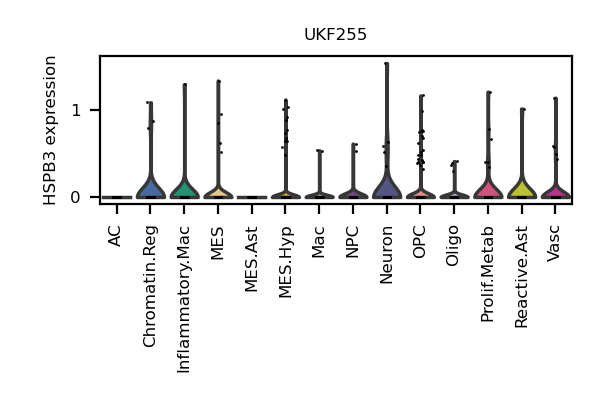 UKF255
HSPB3 expression
1
0
AC
Chromatin.Reg
Inflammatory.Mac
MES
MES.Ast
MES.Hyp
Mac
NPC
Neuron
OPC
Oligo
Prolif.Metab
Reactive.Ast
Vasc